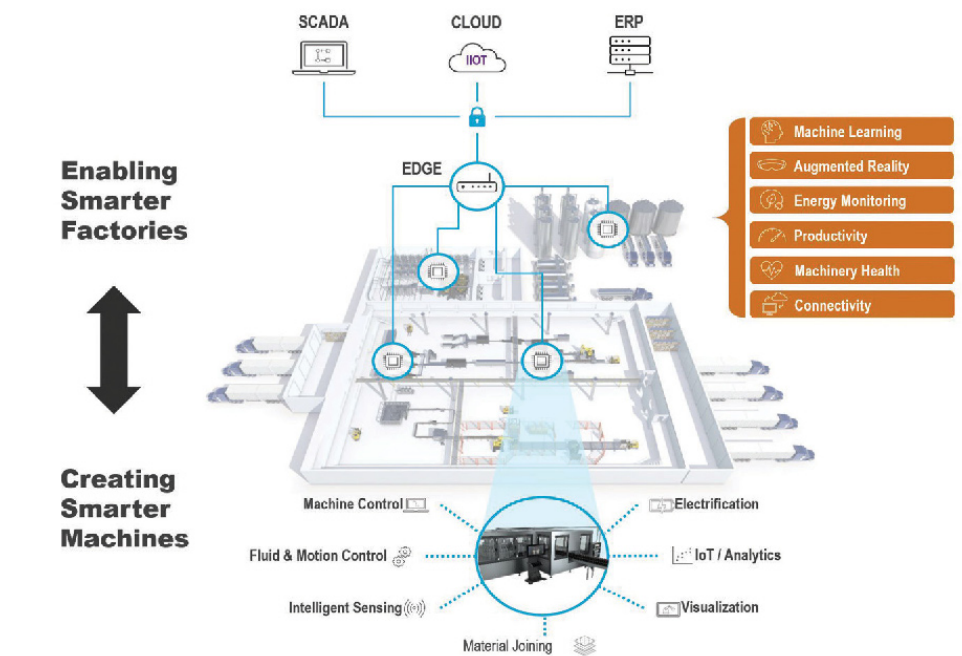 SCADA
CLOUD
ERP
IIOT
EDGE
Enabling
Smarter
Factories
Machine Learning
Augmented Reality
Energy Monitoring
Productivity
Machinery Health
Connectivity
Creating
Smarter
Machines
Machine Control
Electrification
Fluid & Motion Control
IoT / Analytics
Intelligent Sensing
Visualization
Material Joining